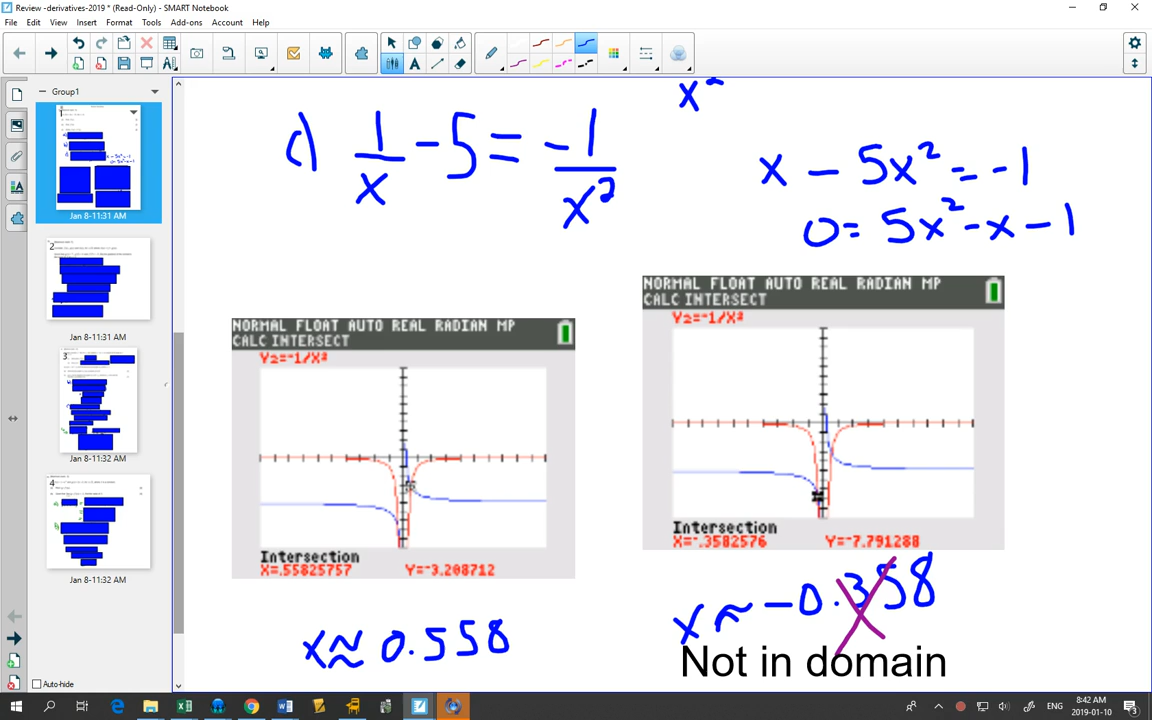 Review -derivatives-2019 * (Read-Only) - SMART Notebook
File Edit View Insert Format Tools Add-ons Account Help
Group1
Jan 8-11:31 AM
2
Jan 8-11:31 AM
3
Jan 8-11:32 AM
4
Jan 8-11:32 AM
Auto-hide
x²
c) 1/x - 5 = -1/x²
x - 5x² = -1
0 = 5x² - x - 1
NORMAL FLOAT AUTO REAL RADIAN MP
CALC INTERSECT
Y2=-1/X²
Intersection
X=.55825757 Y=-3.208712
x ≈ 0.558
NORMAL FLOAT AUTO REAL RADIAN MP
CALC INTERSECT
Y2=-1/X²
Intersection
X=-.3582576 Y=-7.791288
x ≈ -0.358
Not in domain
ENG
8:42 AM
2019-01-10